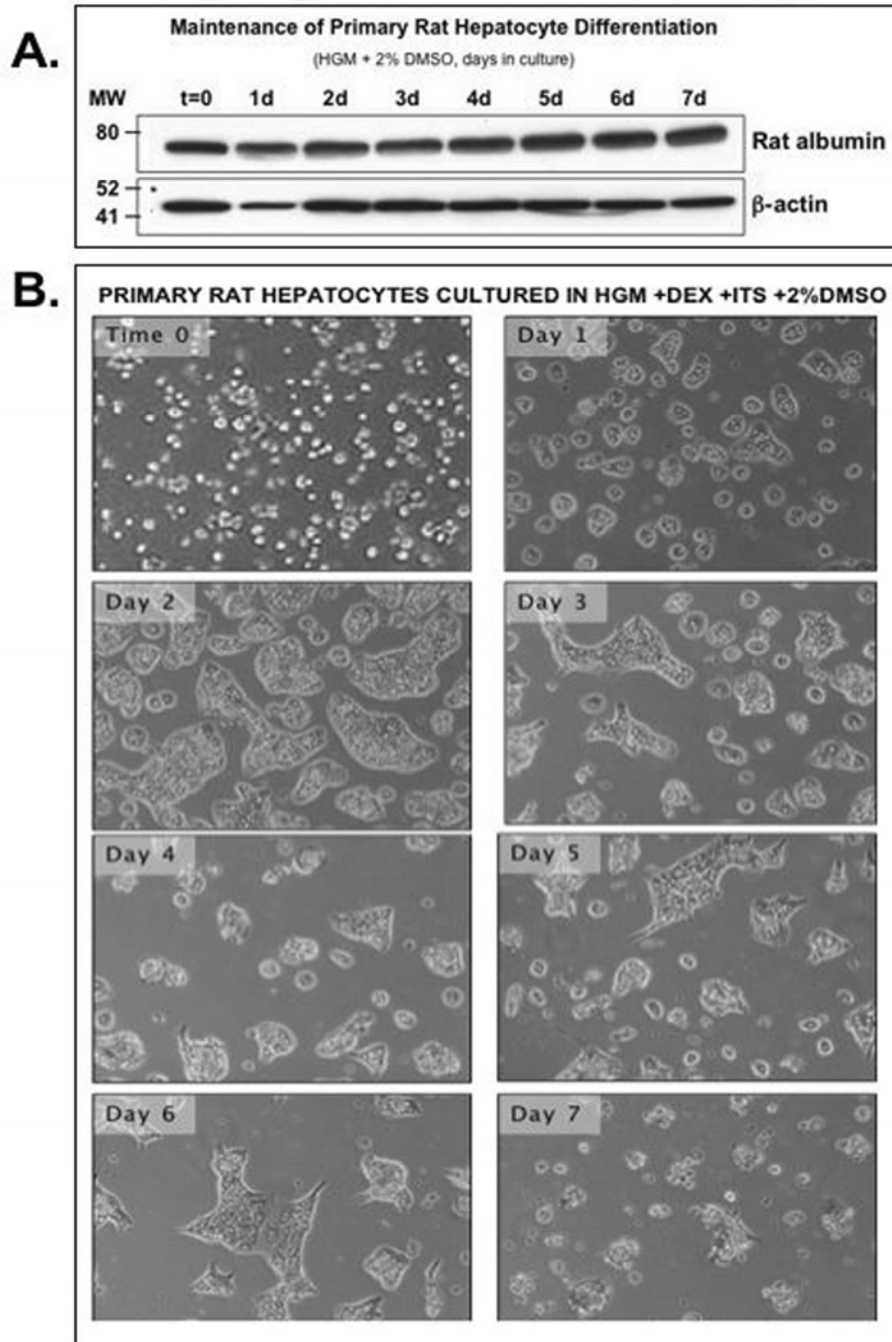 A.
Maintenance of Primary Rat Hepatocyte Differentiation
(HGM + 2% DMSO, days in culture)
MW t=0 1d 2d 3d 4d 5d 6d 7d
80
Rat albumin
52
41
β-actin
B.
PRIMARY RAT HEPATOCYTES CULTURED IN HGM +DEX +ITS +2%DMSO
Time 0 Day 1
Day 2 Day 3
Day 4 Day 5
Day 6 Day 7